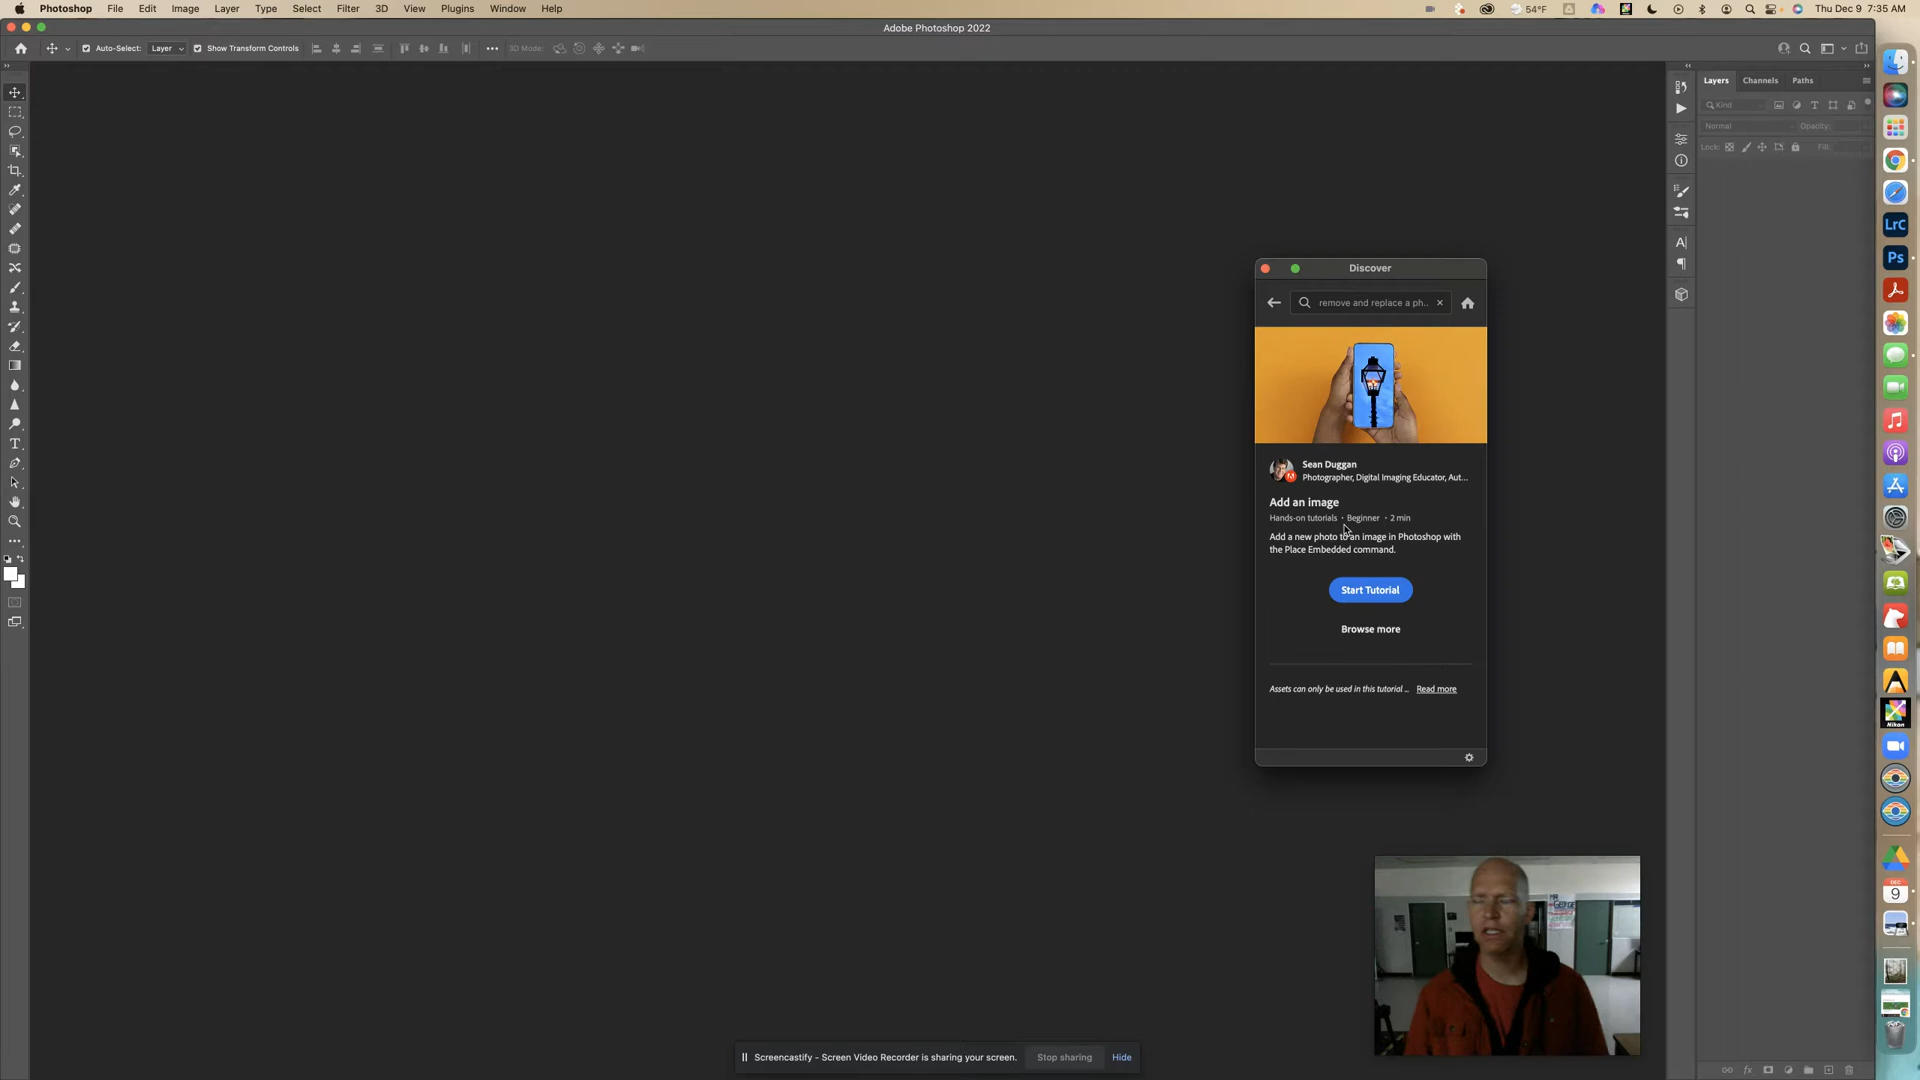 Photoshop File Edit Image Layer Type Select Filter 3D View Plugins Window Help 54°F Thu Dec 9 7:35 AM
Adobe Photoshop 2022
Auto-Select: Layer Show Transform Controls 3D Mode:
Layers Channels Paths
Kind
Normal Opacity:
Lock: Fill:
Discover
remove and replace a ph..
Sean Duggan
Photographer, Digital Imaging Educator, Aut...
Add an image
Hands-on tutorials • Beginner • 2 min
Add a new photo to an image in Photoshop with
the Place Embedded command.
Start Tutorial
Browse more
Assets can only be used in this tutorial ... Read more
LrC
Ps
Nikon
DEC
9
Screencastify - Screen Video Recorder is sharing your screen. Stop sharing Hide